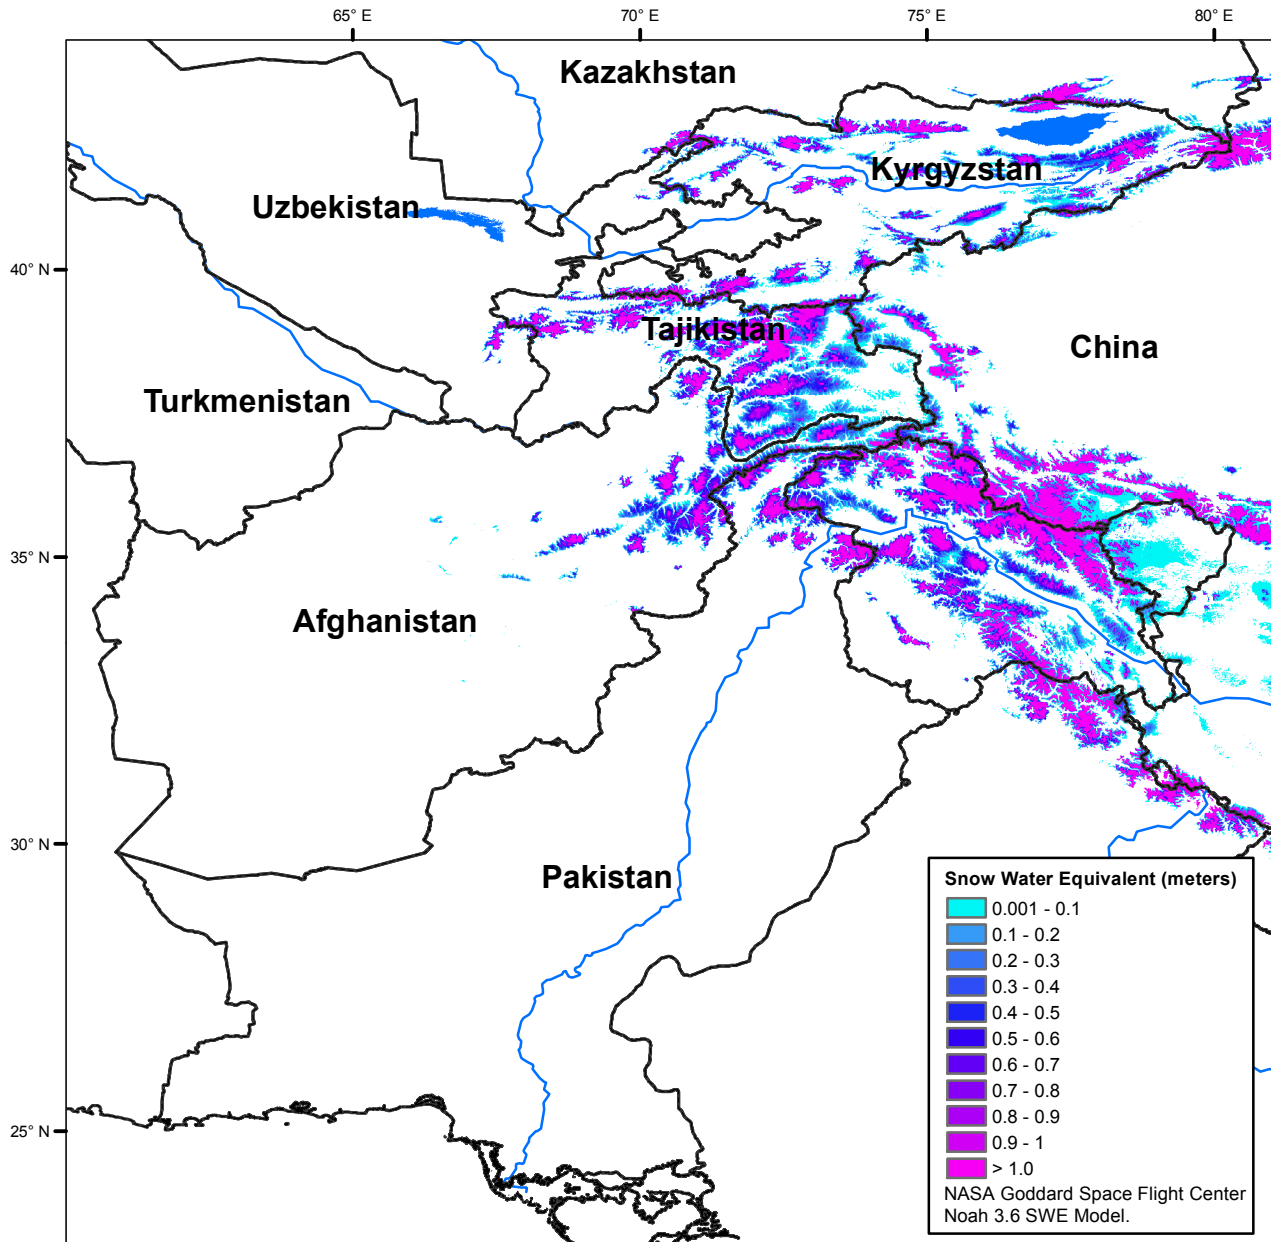 65° E
70° E
75° E
80° E
Kazakhstan
Kyrgyzstan
Uzbekistan
40° N
Tajikistan
China
Turkmenistan
35° N
Afghanistan
30° N
Pakistan
25° N
Snow Water Equivalent (meters)
0.001 - 0.1
0.1 - 0.2
0.2 - 0.3
0.3 - 0.4
0.4 - 0.5
0.5 - 0.6
0.6 - 0.7
0.7 - 0.8
0.8 - 0.9
0.9 - 1
> 1.0
NASA Goddard Space Flight Center
Noah 3.6 SWE Model.